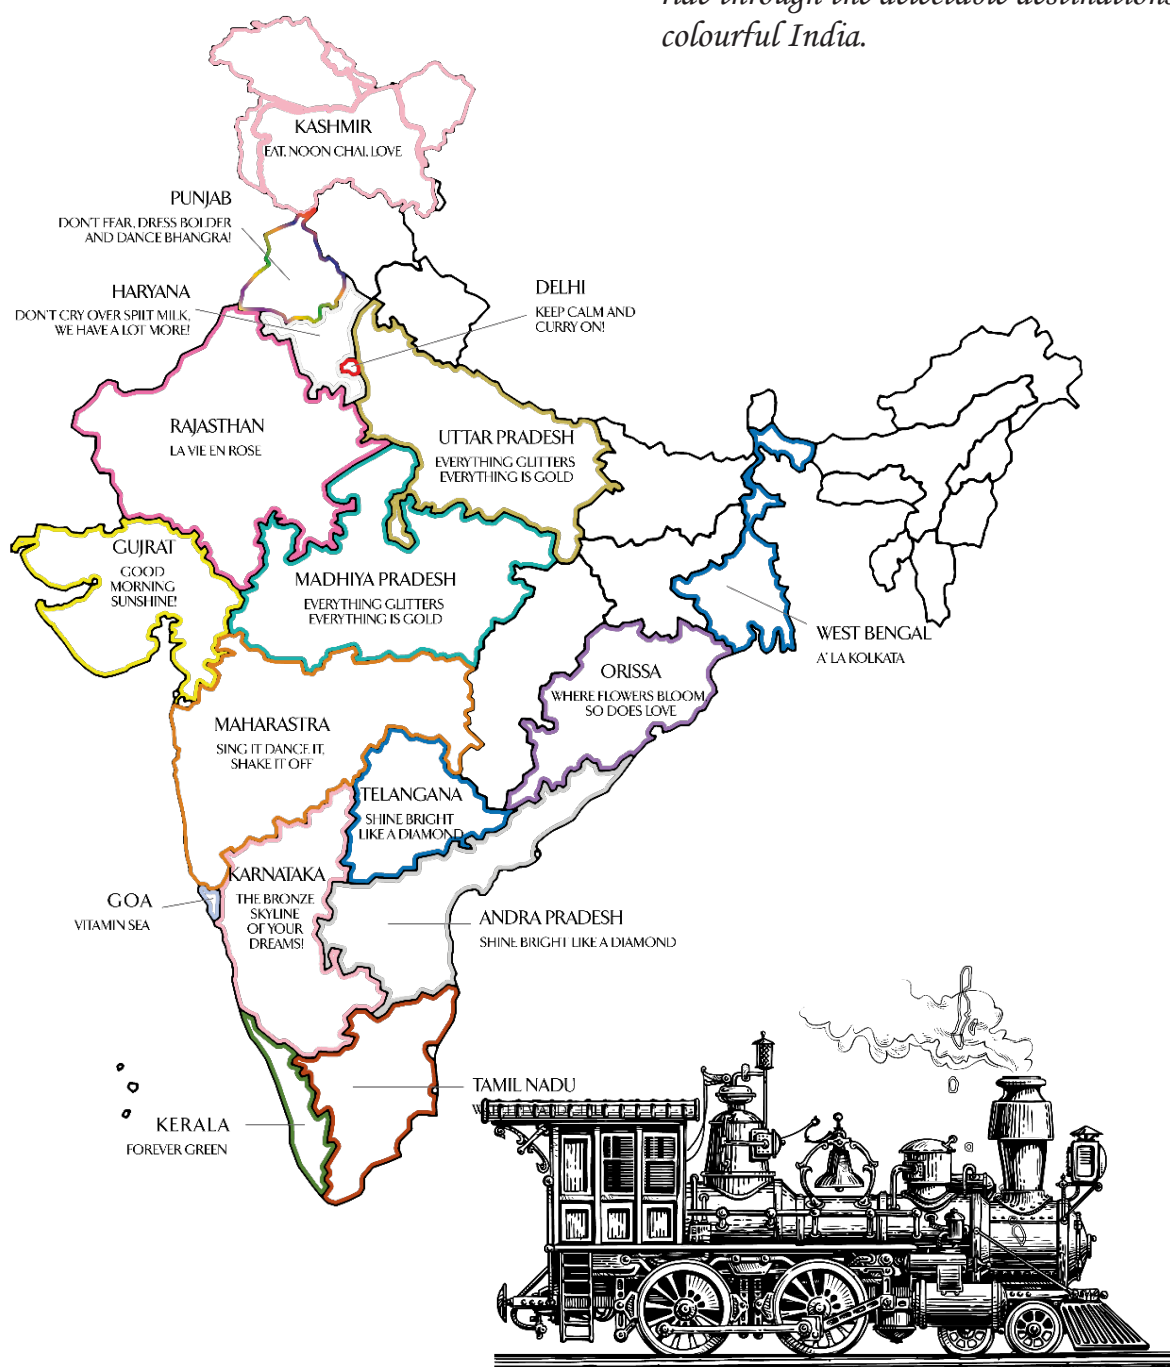 ride through the delectable destinations
colourful India.
KASHMIR
EAT, NOON CHAI, LOVE
PUNJAB
DON'T FEAR, DRESS BOLDER
AND DANCE BHANGRA!
HARYANA
DON'T CRY OVER SPILT MILK,
WE HAVE A LOT MORE!
DELHI
KEEP CALM AND
CURRY ON!
RAJASTHAN
LA VIE EN ROSE
UTTAR PRADESH
EVERYTHING GLITTERS
EVERYTHING IS GOLD
GUJRAT
GOOD
MORNING
SUNSHINE!
MADHIYA PRADESH
EVERYTHING GLITTERS
EVERYTHING IS GOLD
WEST BENGAL
A' LA KOLKATA
ORISSA
WHERE FLOWERS BLOOM,
SO DOES LOVE
MAHARASTRA
SING IT DANCE IT,
SHAKE IT OFF
TELANGANA
SHINE BRIGHT
LIKE A DIAMOND
KARNATAKA
THE BRONZE
SKYLINE
OF YOUR
DREAMS!
GOA
VITAMIN SEA
ANDRA PRADESH
SHINE BRIGHT LIKE A DIAMOND
TAMIL NADU
KERALA
FOREVER GREEN